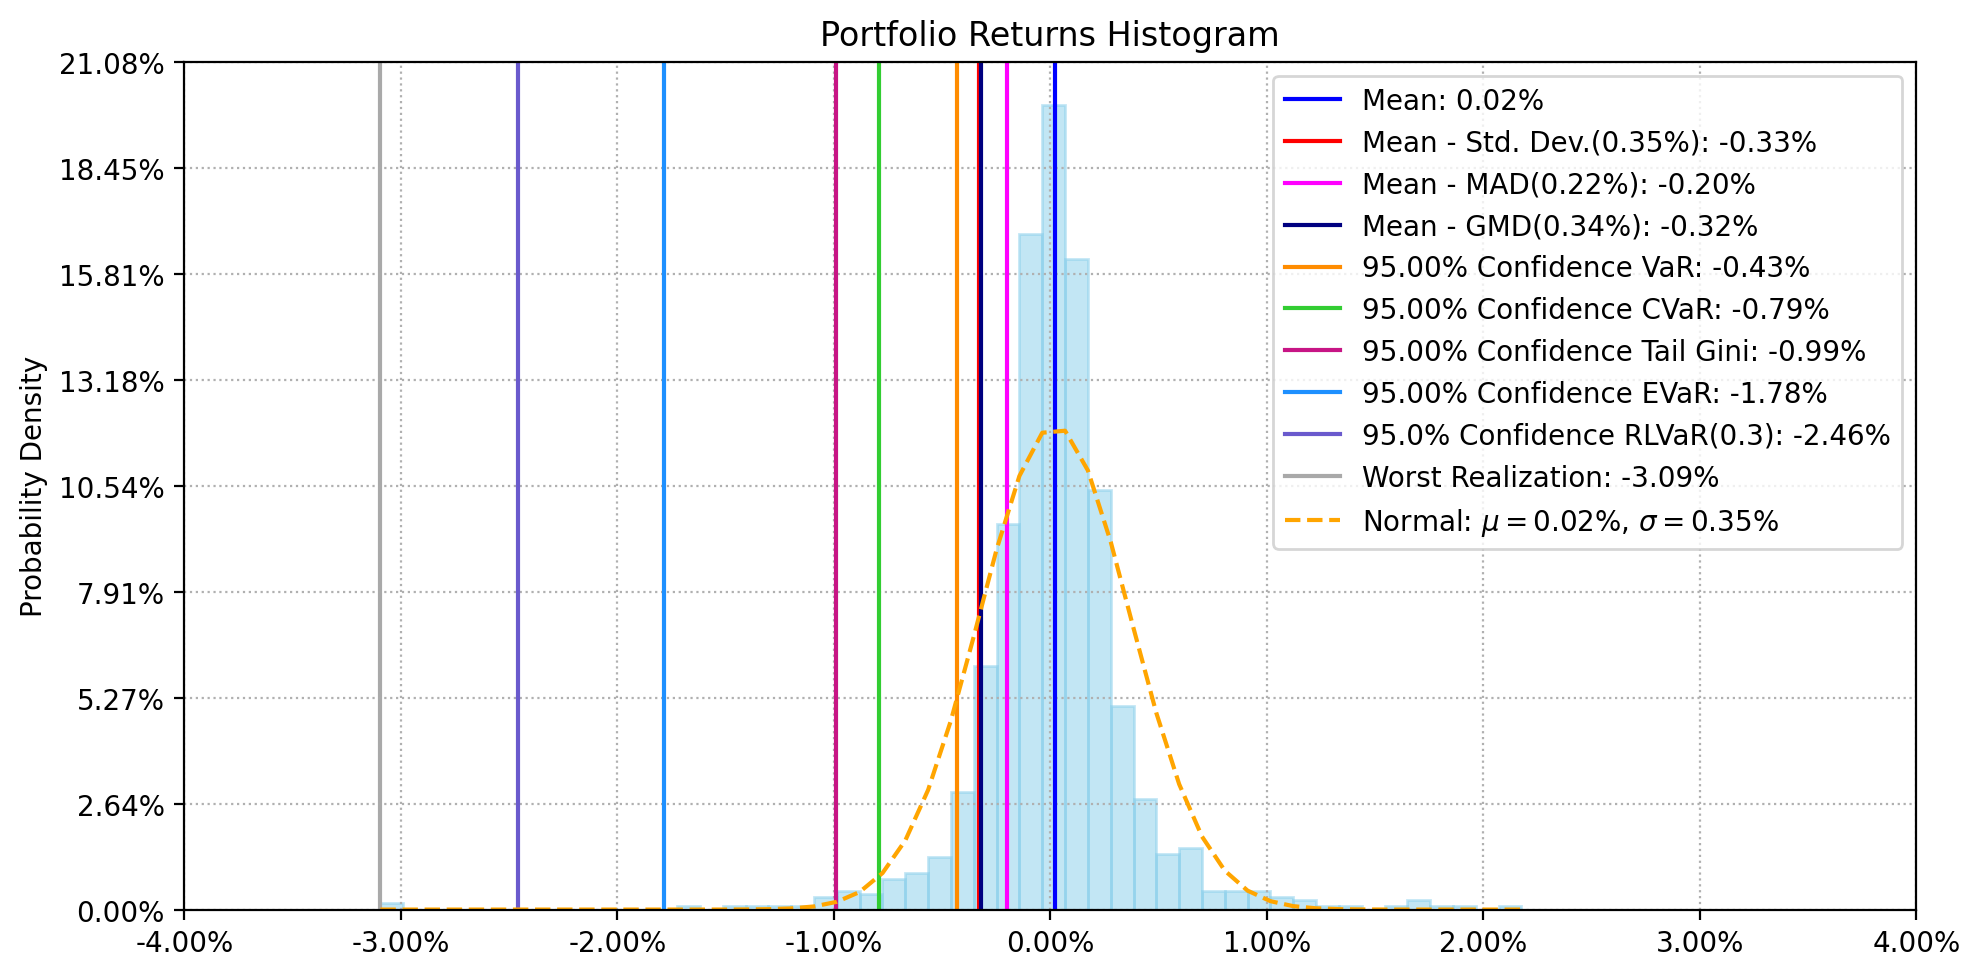 Portfolio Returns Histogram
Probability Density
21.08%
18.45%
15.81%
13.18%
10.54%
7.91%
5.27%
2.64%
0.00%
-4.00% -3.00% -2.00% -1.00% 0.00% 1.00% 2.00% 3.00% 4.00%
Mean: 0.02%
Mean - Std. Dev.(0.35%): -0.33%
Mean - MAD(0.22%): -0.20%
Mean - GMD(0.34%): -0.32%
95.00% Confidence VaR: -0.43%
95.00% Confidence CVaR: -0.79%
95.00% Confidence Tail Gini: -0.99%
95.00% Confidence EVaR: -1.78%
95.0% Confidence RLVaR(0.3): -2.46%
Worst Realization: -3.09%
Normal: μ = 0.02%, σ = 0.35%